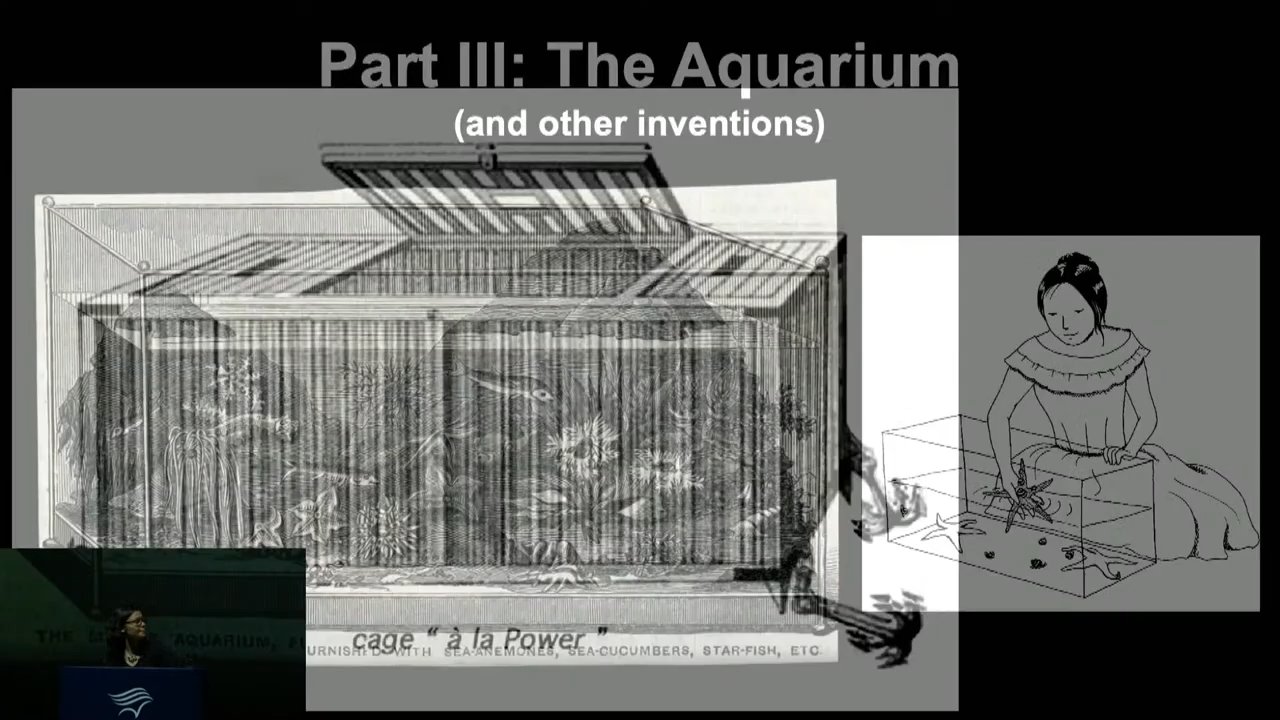 Part III: The Aquarium
(and other inventions)
cage “ à la Power ”
THE AQUARIUM, FURNISHED WITH SEA-ANEMONES, SEA-CUCUMBERS, STAR-FISH, ETC